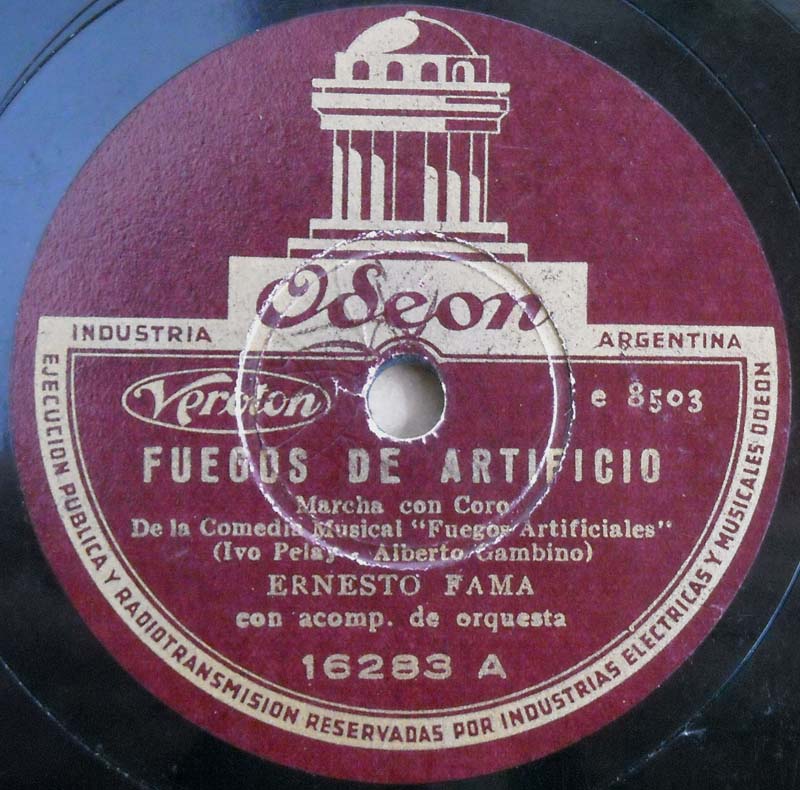 Odeon
INDUSTRIA
ARGENTINA
Veroton
e 8503
FUEGOS DE ARTIFICIO
Marcha con Coro
De la Comedia Musical "Fuegos Artificiales"
(Ivo Pelay - Alberto Gambino)
ERNESTO FAMA
con acomp. de orquesta
16283 A
EJECUCION PUBLICA Y RADIOTRANSMISION RESERVADAS POR INDUSTRIAS ELECTRICAS Y MUSICALES ODEON